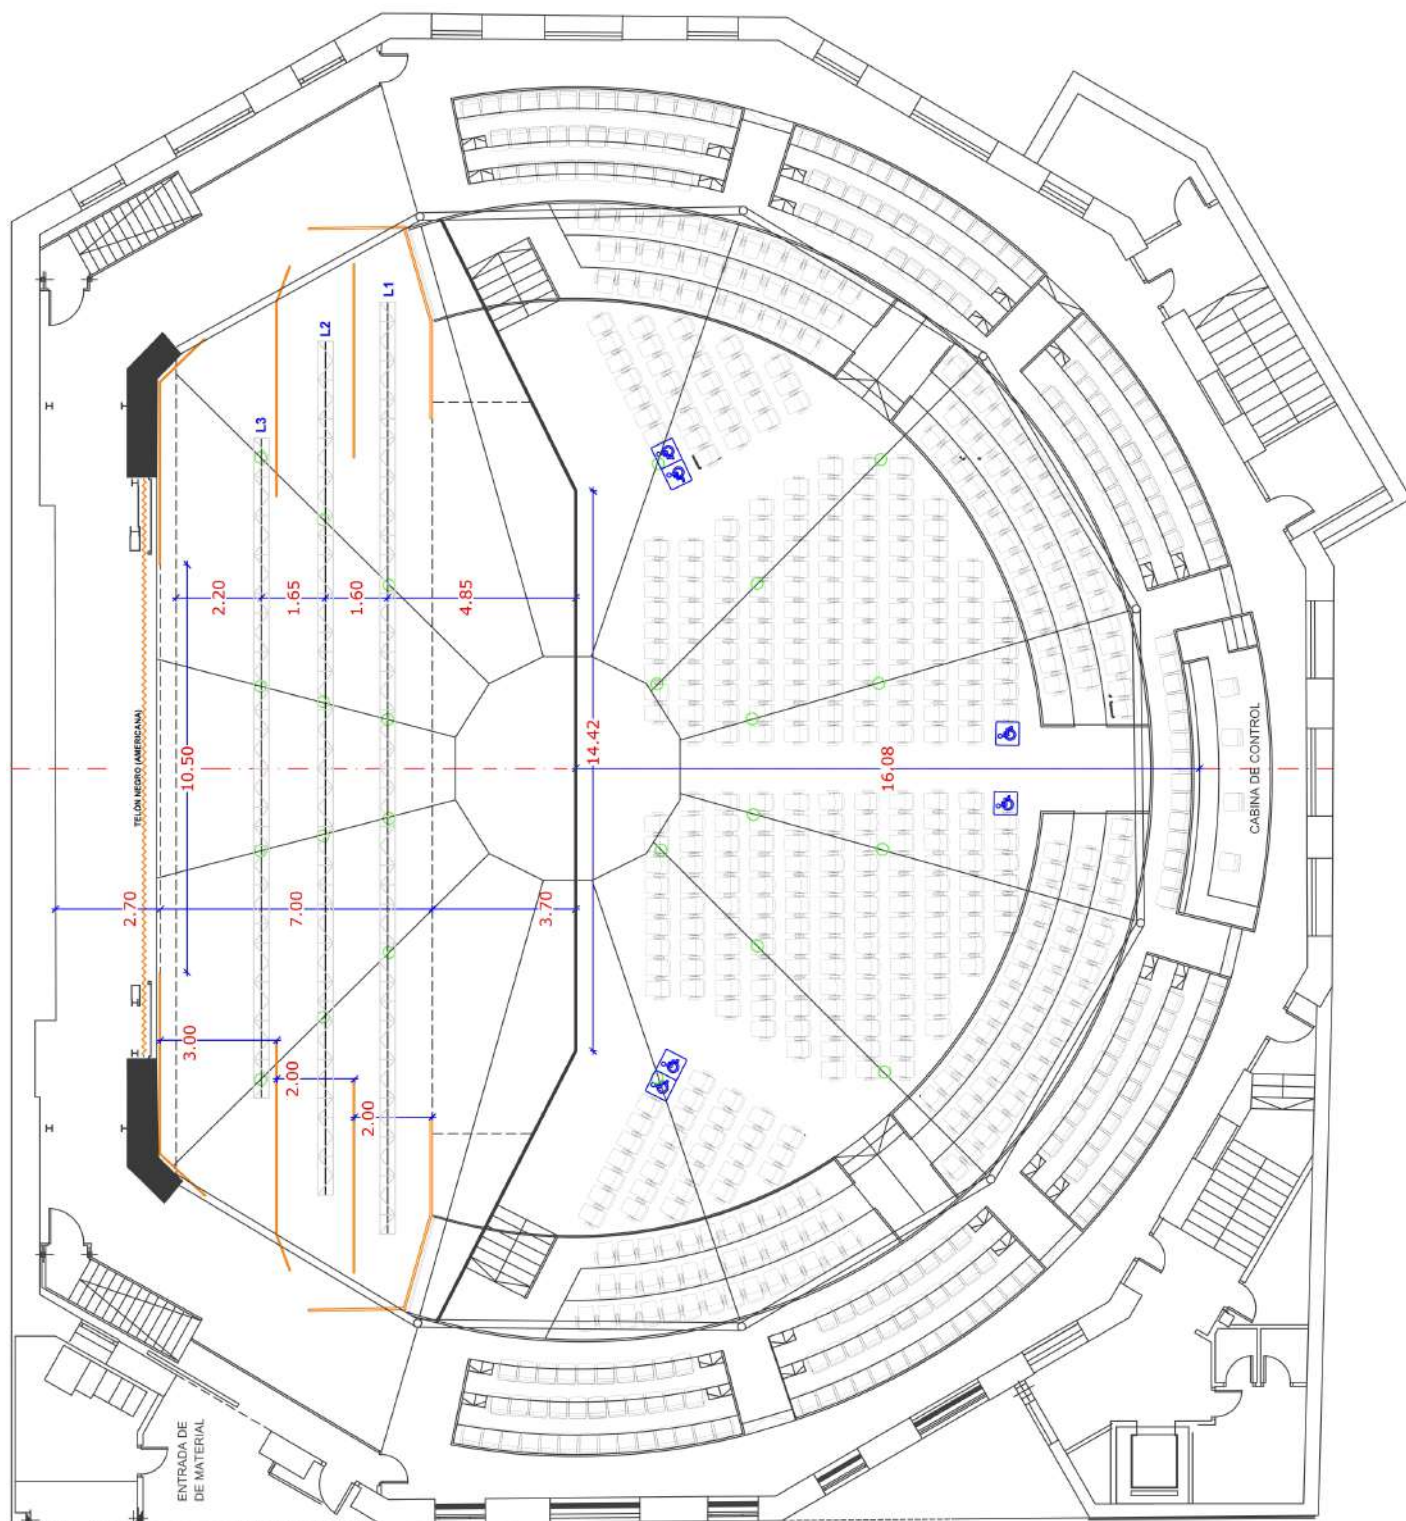 L1
L2
L3
2.20
1.65
1.60
4.85
TELÓN NEGRO (AMERICANA)
10.50
14.42
16.08
CABINA DE CONTROL
2.70
7.00
3.70
3.00
2.00
2.00
ENTRADA DE
DE MATERIAL